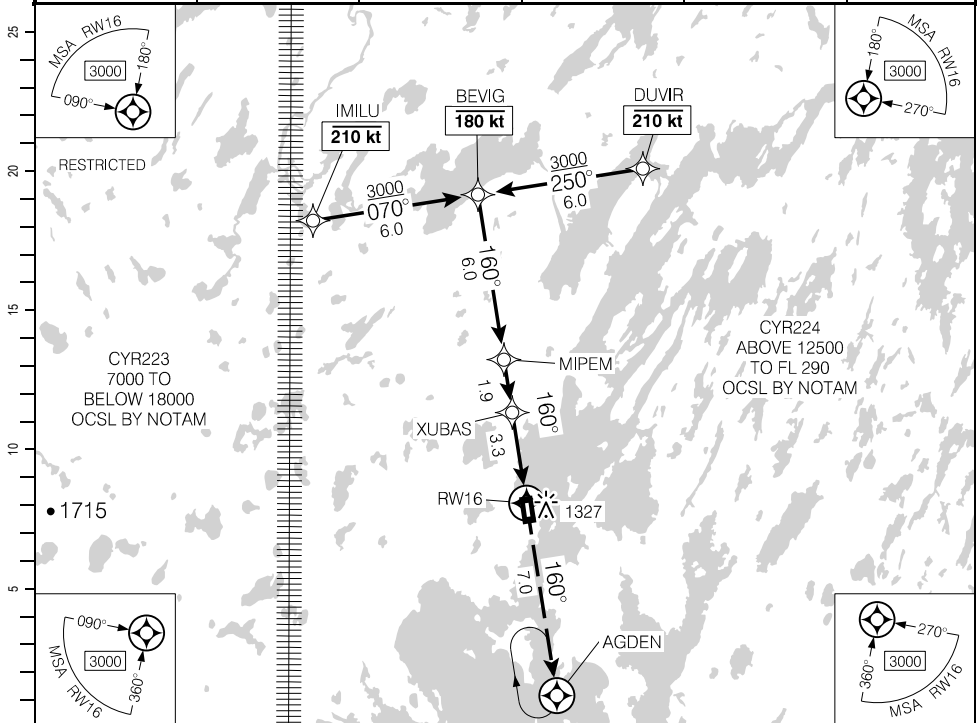 25
20
15
10
5
MSA RW16
180°
3000
090°
MSA RW16
180°
3000
270°
RESTRICTED
IMILU
210 kt
BEVIG
180 kt
DUVIR
210 kt
3000
070°
6.0
3000
250°
6.0
160°
6.0
MIPEM
1.9
XUBAS
160°
3.3
RW16
1327
CYR223
7000 TO
BELOW 18000
OCSL BY NOTAM
CYR224
ABOVE 12500
TO FL 290
OCSL BY NOTAM
1715
160°
7.0
AGDEN
090°
3000
360°
MSA RW16
270°
3000
360°
MSA RW16